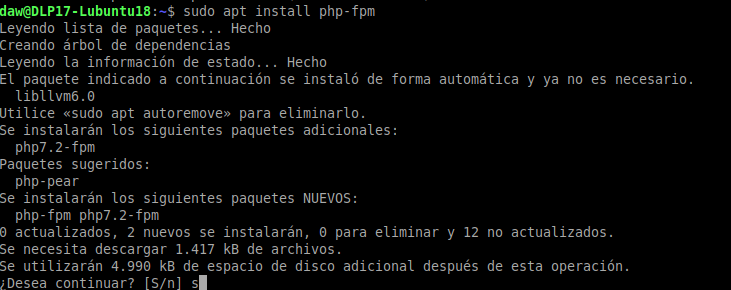 daw@DLP17-Lubuntu18:~$ sudo apt install php-fpm
Leyendo lista de paquetes... Hecho
Creando árbol de dependencias
Leyendo la información de estado... Hecho
El paquete indicado a continuación se instaló de forma automática y ya no es necesario.
  libllvm6.0
Utilice «sudo apt autoremove» para eliminarlo.
Se instalarán los siguientes paquetes adicionales:
  php7.2-fpm
Paquetes sugeridos:
  php-pear
Se instalarán los siguientes paquetes NUEVOS:
  php-fpm php7.2-fpm
0 actualizados, 2 nuevos se instalarán, 0 para eliminar y 12 no actualizados.
Se necesita descargar 1.417 kB de archivos.
Se utilizarán 4.990 kB de espacio de disco adicional después de esta operación.
¿Desea continuar? [S/n] s